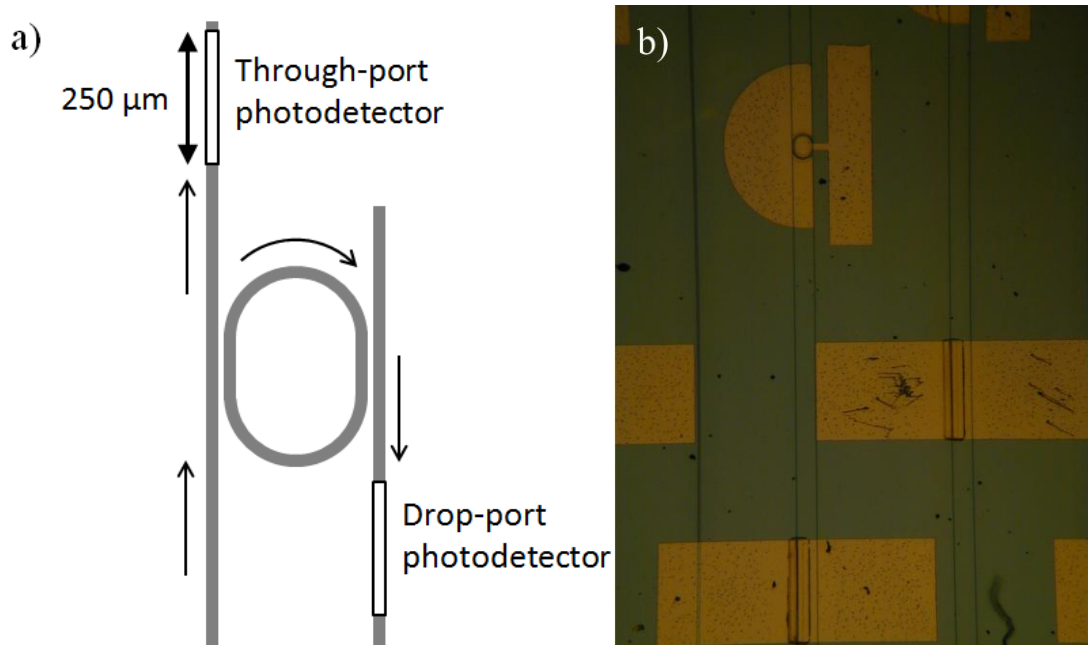 a)
250 μm
Through-port
photodetector
Drop-port
photodetector
b)